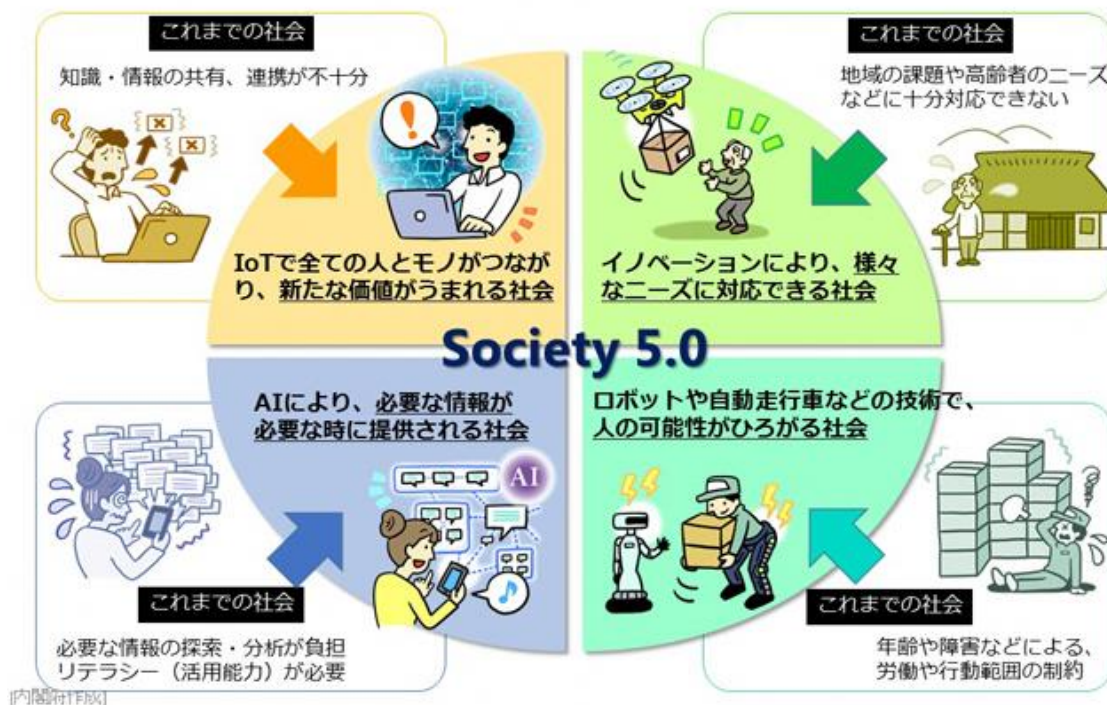 これまでの社会
知識・情報の共有、連携が不十分
IoTで全ての人とモノがつなが
り、新たな価値がうまれる社会
これまでの社会
地域の課題や高齢者のニーズ
などに十分対応できない
イノベーションにより、様々
なニーズに対応できる社会
Society 5.0
AIにより、必要な情報が
必要な時に提供される社会
AI
これまでの社会
必要な情報の探索・分析が負担
リテラシー（活用能力）が必要
ロボットや自動走行車などの技術で、
人の可能性がひろがる社会
これまでの社会
年齢や障害などによる、
労働や行動範囲の制約
[内閣府作成]